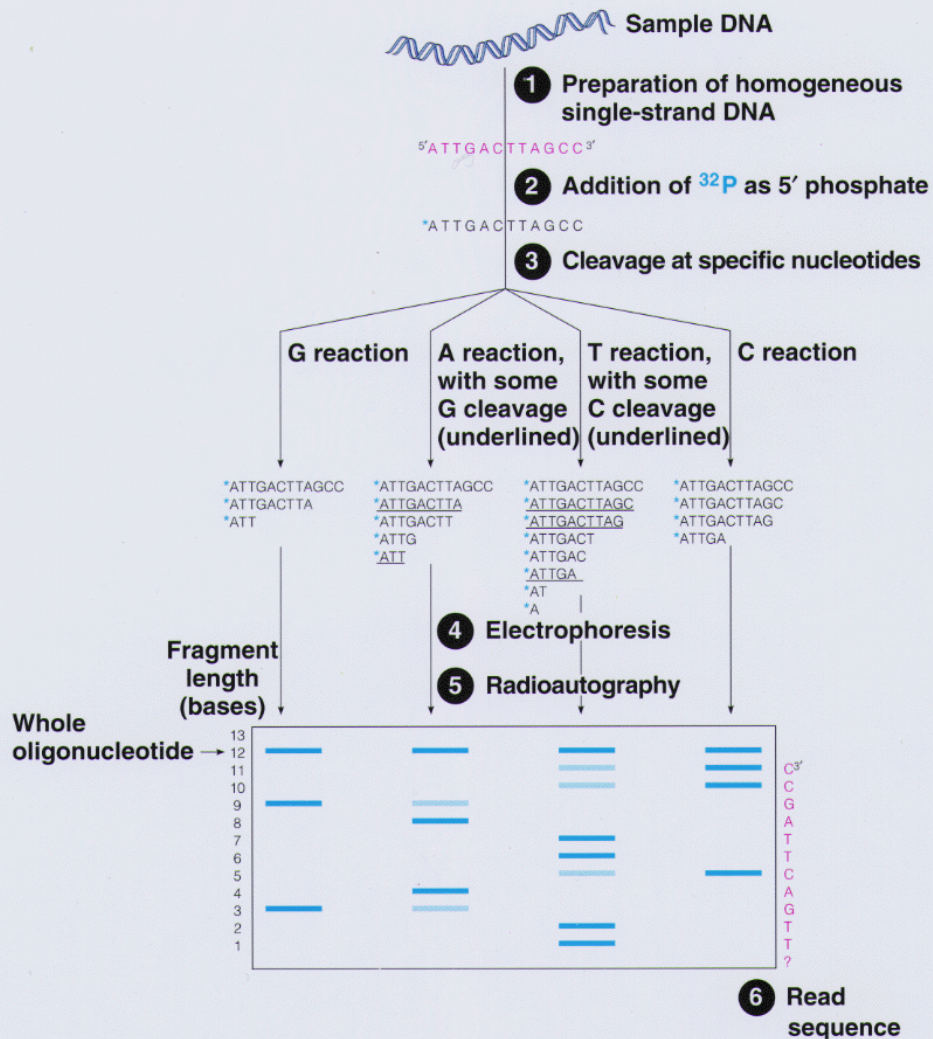 Sample DNA
1 Preparation of homogeneous
single-strand DNA
5′ATTGACTTAGCC3′
2 Addition of 32P as 5′ phosphate
*ATTGACTTAGCC
3 Cleavage at specific nucleotides
G reaction
A reaction,
with some
G cleavage
(underlined)
T reaction,
with some
C cleavage
(underlined)
C reaction
*ATTGACTTAGCC
*ATTGACTTA
*ATT
*ATTGACTTAGCC
*ATTGACTTA
*ATTGACTT
*ATTG
*ATT
*ATTGACTTAGCC
*ATTGACTTAGC
*ATTGACTTAG
*ATTGACT
*ATTGAC
*ATTGA
*AT
*A
*ATTGACTTAGCC
*ATTGACTTAGC
*ATTGACTTAG
*ATTGA
4 Electrophoresis
5 Radioautography
Fragment
length
(bases)
Whole
oligonucleotide
13
12
11
10
9
8
7
6
5
4
3
2
1
C3′
C
G
A
T
T
C
A
G
T
T
?
6 Read
sequence